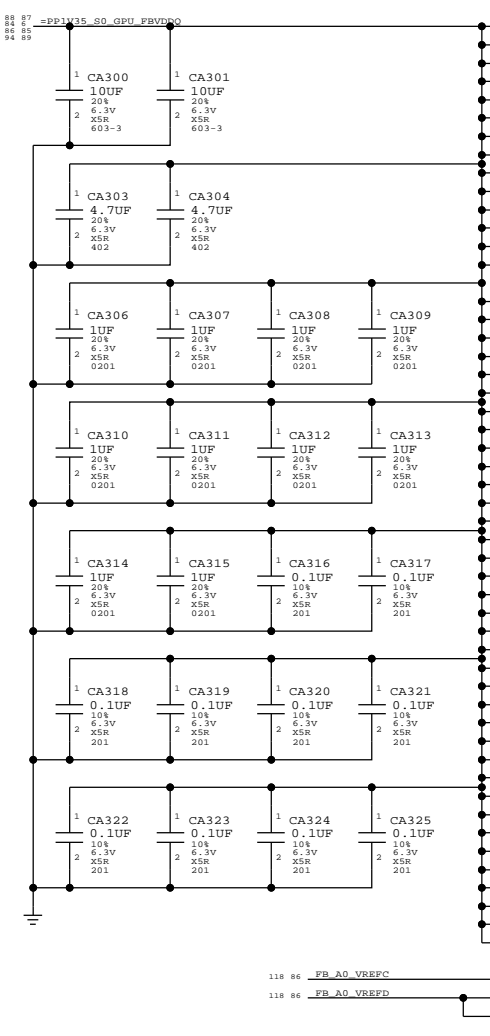 88 87
84 6 =PP1V35_S0_GPU_FBVDDQ
86 85
94 89
1 CA300 1 CA301
10UF 10UF
20% 20%
6.3V 6.3V
2 X5R 2 X5R
603-3 603-3
1 CA303 1 CA304
4.7UF 4.7UF
20% 20%
6.3V 6.3V
2 X5R 2 X5R
402 402
1 CA306 1 CA307 1 CA308 1 CA309
1UF 1UF 1UF 1UF
20% 20% 20% 20%
6.3V 6.3V 6.3V 6.3V
2 X5R 2 X5R 2 X5R 2 X5R
0201 0201 0201 0201
1 CA310 1 CA311 1 CA312 1 CA313
1UF 1UF 1UF 1UF
20% 20% 20% 20%
6.3V 6.3V 6.3V 6.3V
2 X5R 2 X5R 2 X5R 2 X5R
0201 0201 0201 0201
1 CA314 1 CA315 1 CA316 1 CA317
1UF 1UF 0.1UF 0.1UF
20% 20% 10% 10%
6.3V 6.3V 6.3V 6.3V
2 X5R 2 X5R 2 X5R 2 X5R
0201 0201 201 201
1 CA318 1 CA319 1 CA320 1 CA321
0.1UF 0.1UF 0.1UF 0.1UF
10% 10% 10% 10%
6.3V 6.3V 6.3V 6.3V
2 X5R 2 X5R 2 X5R 2 X5R
201 201 201 201
1 CA322 1 CA323 1 CA324 1 CA325
0.1UF 0.1UF 0.1UF 0.1UF
10% 10% 10% 10%
6.3V 6.3V 6.3V 6.3V
2 X5R 2 X5R 2 X5R 2 X5R
201 201 201 201
118 86 FB_A0_VREFC
118 86 FB_A0_VREFD